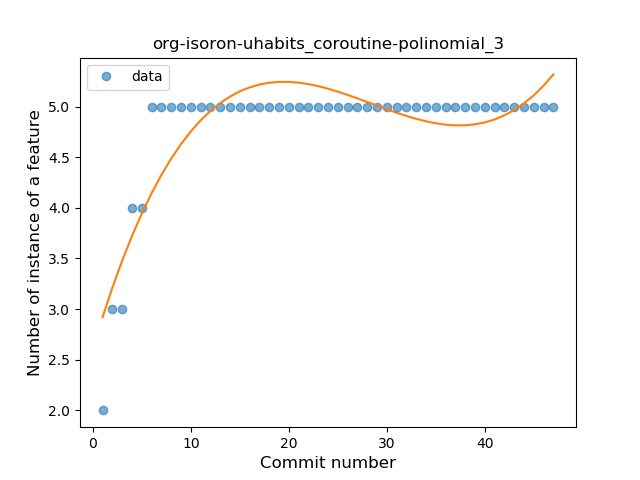 org-isoron-uhabits_coroutine-polinomial_3
data
5.0
4.5
4.0
3.5
3.0
2.5
2.0
Number of instance of a feature
0 10 20 30 40
Commit number